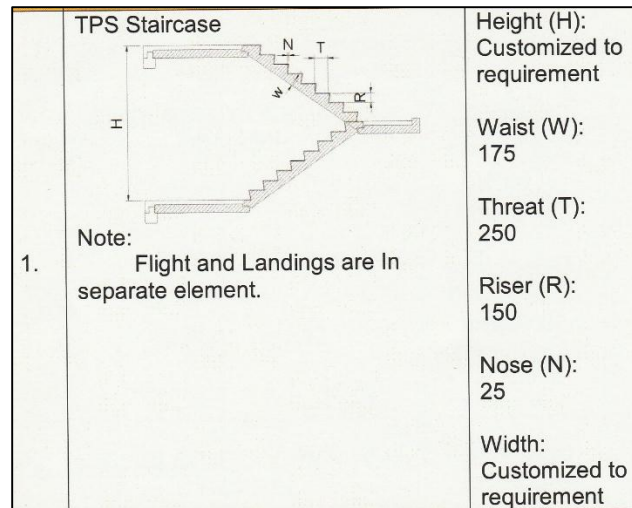 TPS Staircase
N
T
W
R
H
Note:
Flight and Landings are In
separate element.
1.
Height (H):
Customized to
requirement
Waist (W):
175
Threat (T):
250
Riser (R):
150
Nose (N):
25
Width:
Customized to
requirement